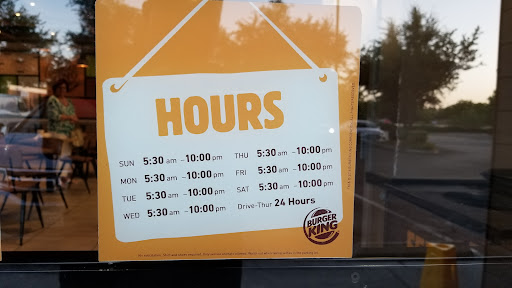 HOURS
SUN 5:30 am - 10:00 pm
MON 5:30 am - 10:00 pm
TUE 5:30 am - 10:00 pm
WED 5:30 am - 10:00 pm
THU 5:30 am - 10:00 pm
FRI 5:30 am - 10:00 pm
SAT 5:30 am - 10:00 pm
Drive-Thur 24 Hours
BURGER
KING